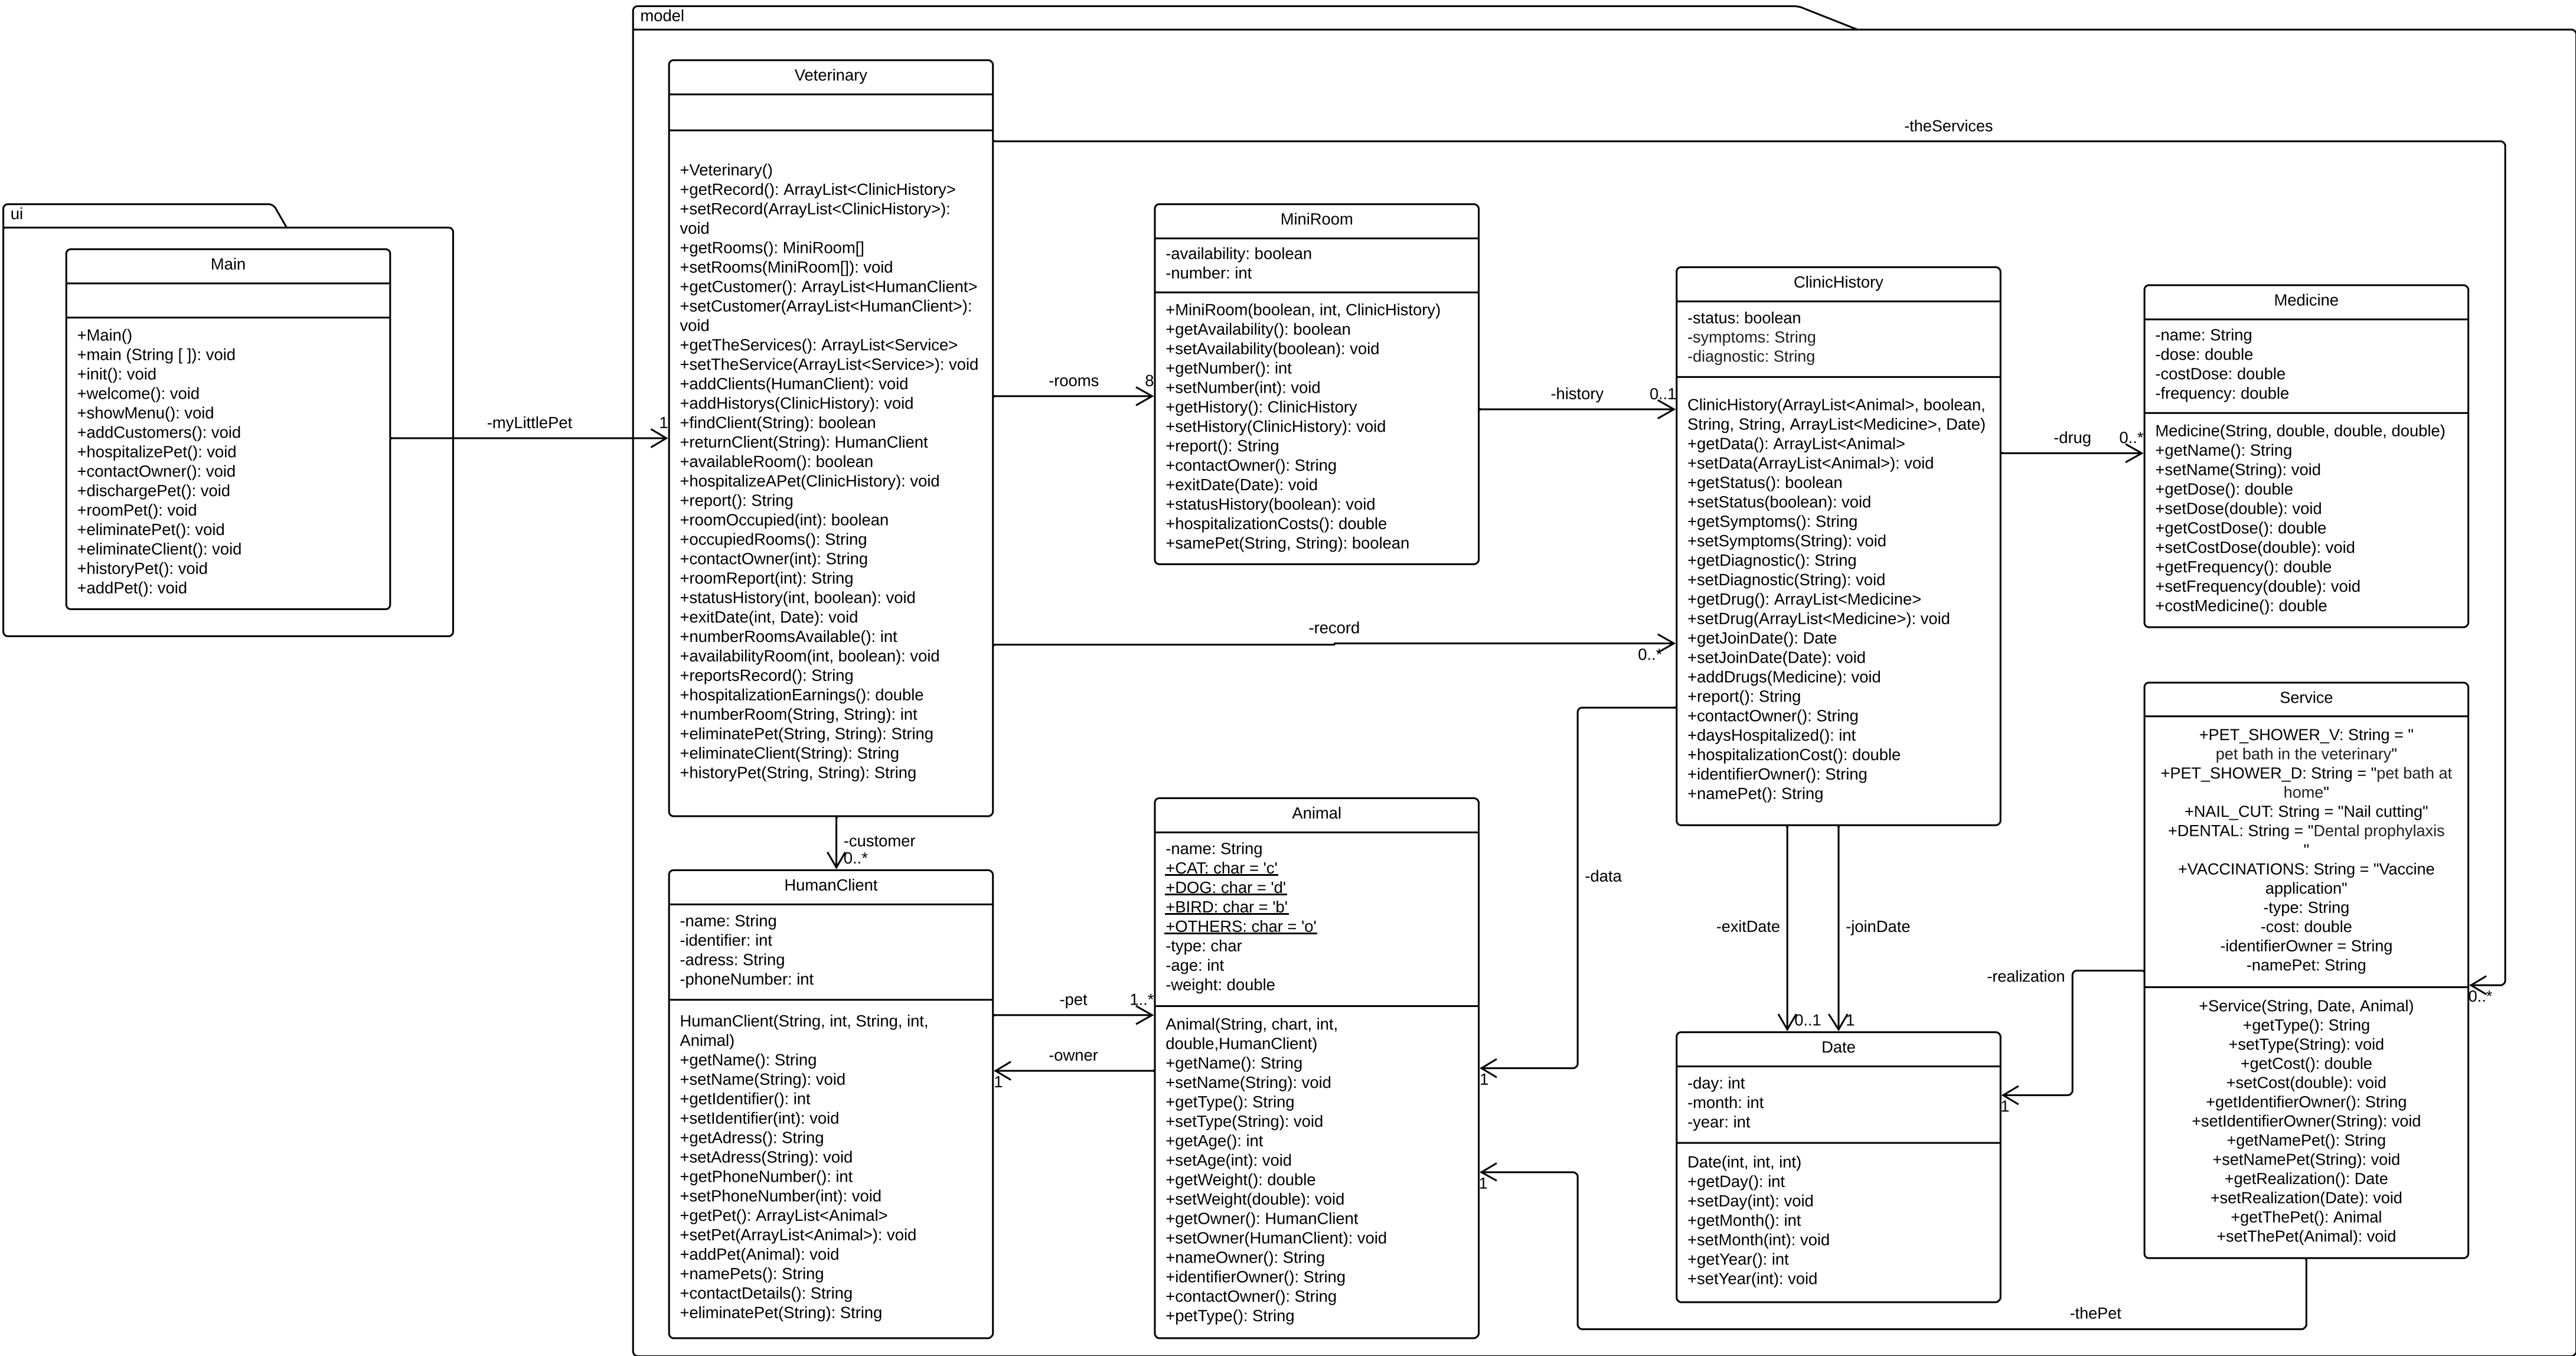 model
ui
Main
+Main()
+main (String [ ]): void
+init(): void
+welcome(): void
+showMenu(): void
+addCustomers(): void
+hospitalizePet(): void
+contactOwner(): void
+dischargePet(): void
+roomPet(): void
+eliminatePet(): void
+eliminateClient(): void
+historyPet(): void
+addPet(): void
-myLittlePet
1
Veterinary
+Veterinary()
+getRecord(): ArrayList<ClinicHistory>
+setRecord(ArrayList<ClinicHistory>):
void
+getRooms(): MiniRoom[]
+setRooms(MiniRoom[]): void
+getCustomer(): ArrayList<HumanClient>
+setCustomer(ArrayList<HumanClient>):
void
+getTheServices(): ArrayList<Service>
+setTheService(ArrayList<Service>): void
+addClients(HumanClient): void
+addHistorys(ClinicHistory): void
+findClient(String): boolean
+returnClient(String): HumanClient
+availableRoom(): boolean
+hospitalizeAPet(ClinicHistory): void
+report(): String
+roomOccupied(int): boolean
+occupiedRooms(): String
+contactOwner(int): String
+roomReport(int): String
+statusHistory(int, boolean): void
+exitDate(int, Date): void
+numberRoomsAvailable(): int
+availabilityRoom(int, boolean): void
+reportsRecord(): String
+hospitalizationEarnings(): double
+numberRoom(String, String): int
+eliminatePet(String, String): String
+eliminateClient(String): String
+historyPet(String, String): String
-theServices
0..*
-rooms
8
-record
0..*
-customer
0..*
MiniRoom
-availability: boolean
-number: int
+MiniRoom(boolean, int, ClinicHistory)
+getAvailability(): boolean
+setAvailability(boolean): void
+getNumber(): int
+setNumber(int): void
+getHistory(): ClinicHistory
+setHistory(ClinicHistory): void
+report(): String
+contactOwner(): String
+exitDate(Date): void
+statusHistory(boolean): void
+hospitalizationCosts(): double
+samePet(String, String): boolean
-history
0..1
ClinicHistory
-status: boolean
-symptoms: String
-diagnostic: String
ClinicHistory(ArrayList<Animal>, boolean,
String, String, ArrayList<Medicine>, Date)
+getData(): ArrayList<Animal>
+setData(ArrayList<Animal>): void
+getStatus(): boolean
+setStatus(boolean): void
+getSymptoms(): String
+setSymptoms(String): void
+getDiagnostic(): String
+setDiagnostic(String): void
+getDrug(): ArrayList<Medicine>
+setDrug(ArrayList<Medicine>): void
+getJoinDate(): Date
+setJoinDate(Date): void
+addDrugs(Medicine): void
+report(): String
+contactOwner(): String
+daysHospitalized(): int
+hospitalizationCost(): double
+identifierOwner(): String
+namePet(): String
-drug
0..*
Medicine
-name: String
-dose: double
-costDose: double
-frequency: double
Medicine(String, double, double, double)
+getName(): String
+setName(String): void
+getDose(): double
+setDose(double): void
+getCostDose(): double
+setCostDose(double): void
+getFrequency(): double
+setFrequency(double): void
+costMedicine(): double
HumanClient
-name: String
-identifier: int
-adress: String
-phoneNumber: int
HumanClient(String, int, String, int,
Animal)
+getName(): String
+setName(String): void
+getIdentifier(): int
+setIdentifier(int): void
+getAdress(): String
+setAdress(String): void
+getPhoneNumber(): int
+setPhoneNumber(int): void
+getPet(): ArrayList<Animal>
+setPet(ArrayList<Animal>): void
+addPet(Animal): void
+namePets(): String
+contactDetails(): String
+eliminatePet(String): String
-pet
1..*
-owner
1
Animal
-name: String
+CAT: char = 'c'
+DOG: char = 'd'
+BIRD: char = 'b'
+OTHERS: char = 'o'
-type: char
-age: int
-weight: double
Animal(String, chart, int,
double,HumanClient)
+getName(): String
+setName(String): void
+getType(): String
+setType(String): void
+getAge(): int
+setAge(int): void
+getWeight(): double
+setWeight(double): void
+getOwner(): HumanClient
+setOwner(HumanClient): void
+nameOwner(): String
+identifierOwner(): String
+contactOwner(): String
+petType(): String
-data
1
-exitDate
0..1
-joinDate
1
Date
-day: int
-month: int
-year: int
Date(int, int, int)
+getDay(): int
+setDay(int): void
+getMonth(): int
+setMonth(int): void
+getYear(): int
+setYear(int): void
-realization
1
Service
+PET_SHOWER_V: String = "
pet bath in the veterinary"
+PET_SHOWER_D: String = "pet bath at
home"
+NAIL_CUT: String = "Nail cutting"
+DENTAL: String = "Dental prophylaxis
"
+VACCINATIONS: String = "Vaccine
application"
-type: String
-cost: double
-identifierOwner = String
-namePet: String
+Service(String, Date, Animal)
+getType(): String
+setType(String): void
+getCost(): double
+setCost(double): void
+getIdentifierOwner(): String
+setIdentifierOwner(String): void
+getNamePet(): String
+setNamePet(String): void
+getRealization(): Date
+setRealization(Date): void
+getThePet(): Animal
+setThePet(Animal): void
-thePet
1